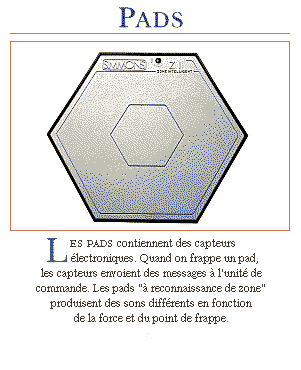 PADS
SIMMONS ZI
ZONE INTELLIGENT
LES PADS contiennent des capteurs
électroniques. Quand on frappe un pad,
les capteurs envoient des messages à l'unité de
commande. Les pads "à reconnaissance de zone"
produisent des sons différents en fonction
de la force et du point de frappe.